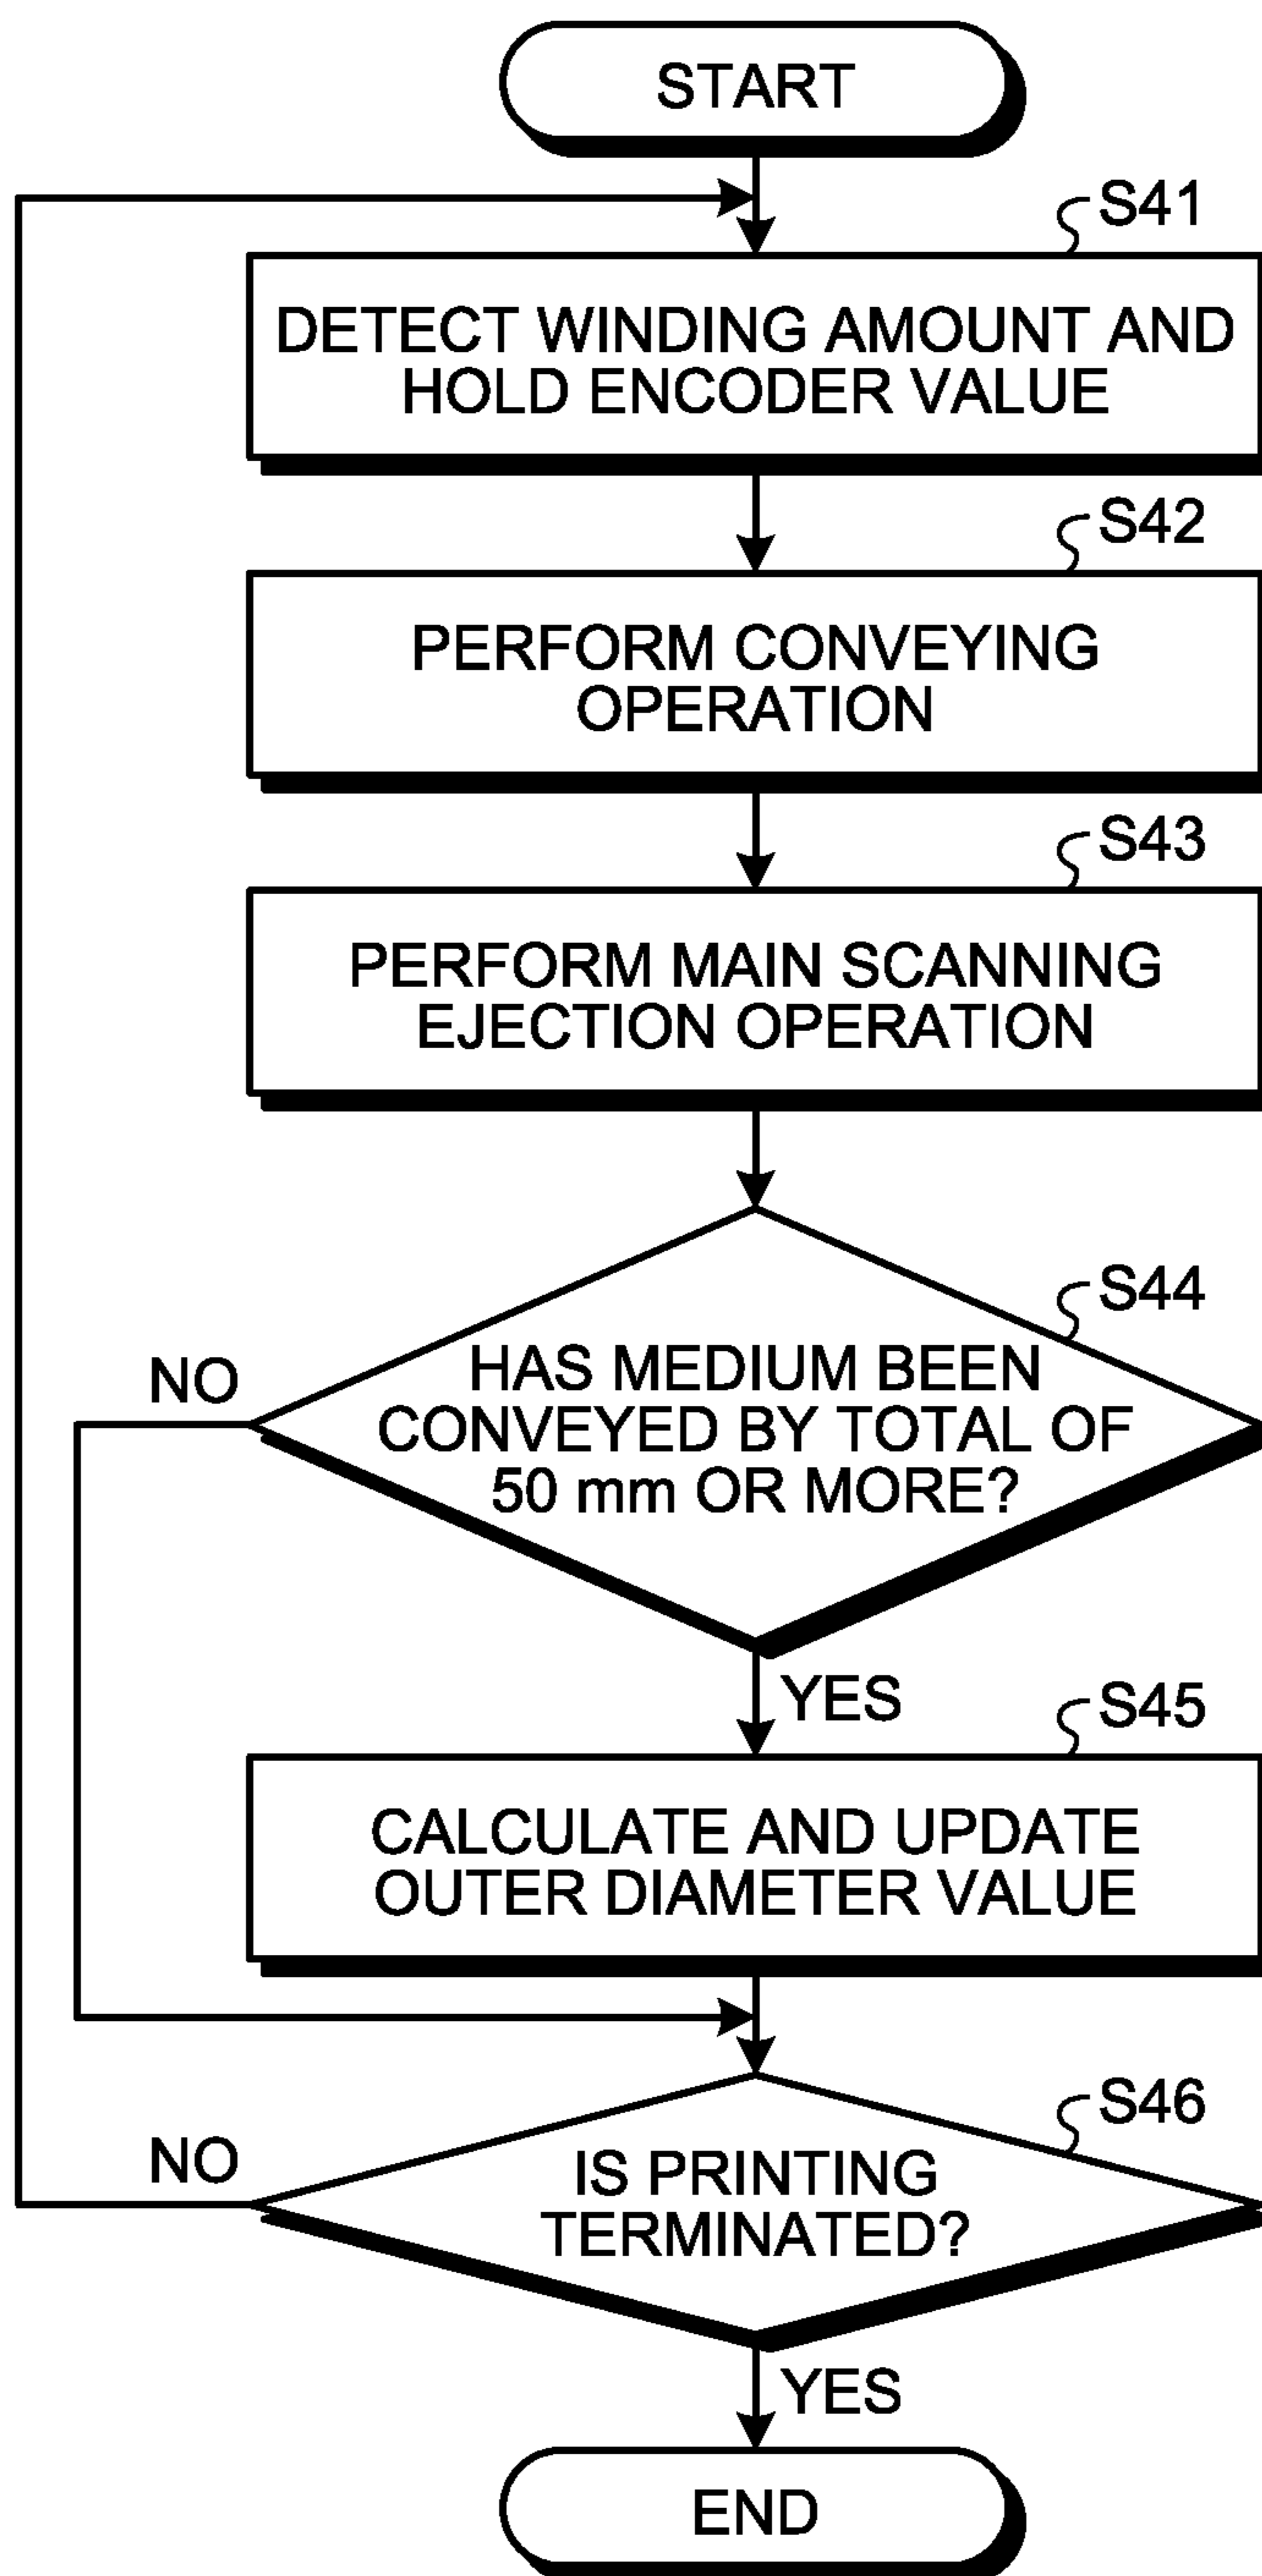 START
S41
DETECT WINDING AMOUNT AND
HOLD ENCODER VALUE
S42
PERFORM CONVEYING
OPERATION
S43
PERFORM MAIN SCANNING
EJECTION OPERATION
S44
NO
HAS MEDIUM BEEN
CONVEYED BY TOTAL OF
50 mm OR MORE?
YES
S45
CALCULATE AND UPDATE
OUTER DIAMETER VALUE
S46
NO
IS PRINTING
TERMINATED?
YES
END